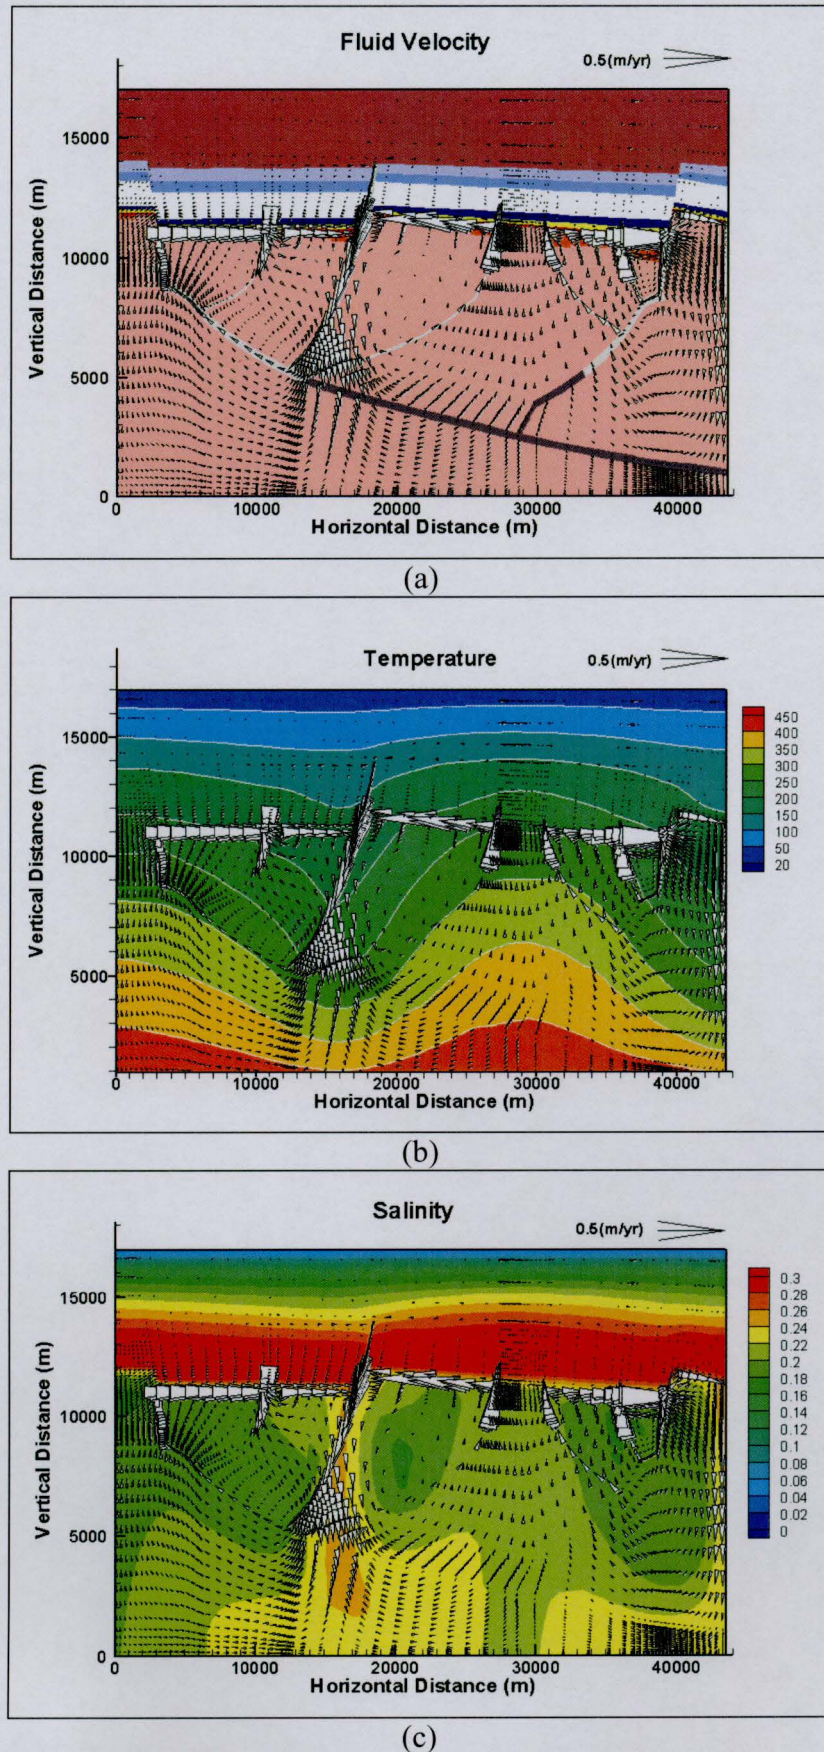 Fluid Velocity
0.5(m/yr)
15000
10000
5000
0
Vertical Distance (m)
0 10000 20000 30000 40000
Horizontal Distance (m)
(a)
Temperature
0.5(m/yr)
15000
10000
5000
Vertical Distance (m)
450
400
350
300
250
200
150
100
50
20
0 10000 20000 30000 40000
Horizontal Distance (m)
(b)
Salinity
0.5(m/yr)
15000
10000
5000
0
Vertical Distance (m)
0.3
0.28
0.26
0.24
0.22
0.2
0.18
0.16
0.14
0.12
0.1
0.08
0.06
0.04
0.02
0
0 10000 20000 30000 40000
Horizontal Distance (m)
(c)